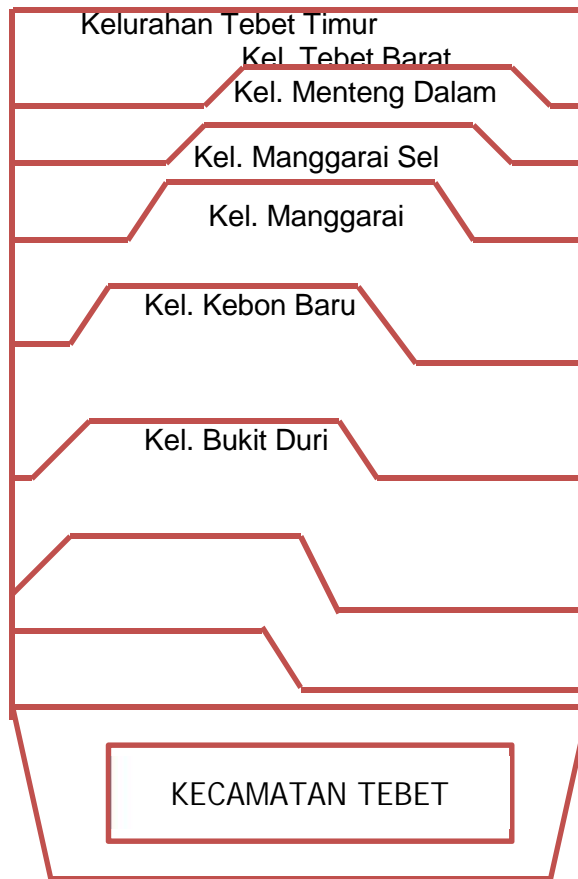 Kelurahan Tebet Timur
Kel. Tebet Barat
Kel. Menteng Dalam
Kel. Manggarai Sel
Kel. Manggarai
Kel. Kebon Baru
Kel. Bukit Duri
KECAMATAN TEBET